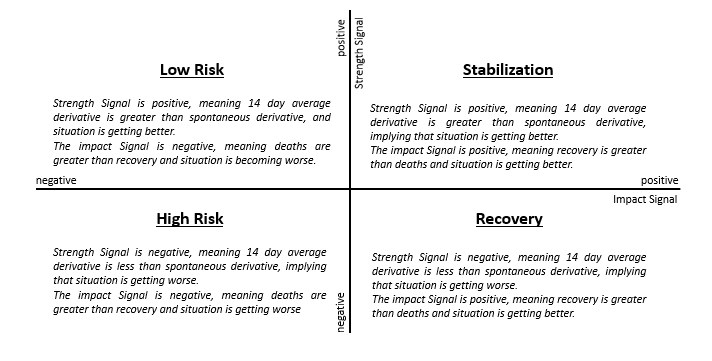 positive
Strength Signal
Low Risk
Strength Signal is positive, meaning 14 day average
derivative is greater than spontaneous derivative, and
situation is getting better.
The impact Signal is negative, meaning deaths are
greater than recovery and situation is becoming worse.
Stabilization
Strength Signal is positive, meaning 14 day average
derivative is greater than spontaneous derivative,
implying that situation is getting better.
The impact Signal is positive, meaning recovery is greater
than deaths and situation is getting better.
negative
positive
Impact Signal
High Risk
Strength Signal is negative, meaning 14 day average
derivative is less than spontaneous derivative, implying
that situation is getting worse.
The impact Signal is negative, meaning deaths are
greater than recovery and situation is getting worse
negative
Recovery
Strength Signal is negative, meaning 14 day average
derivative is less than spontaneous derivative, implying
that situation is getting worse.
The impact Signal is positive, meaning recovery is greater
than deaths and situation is getting better.